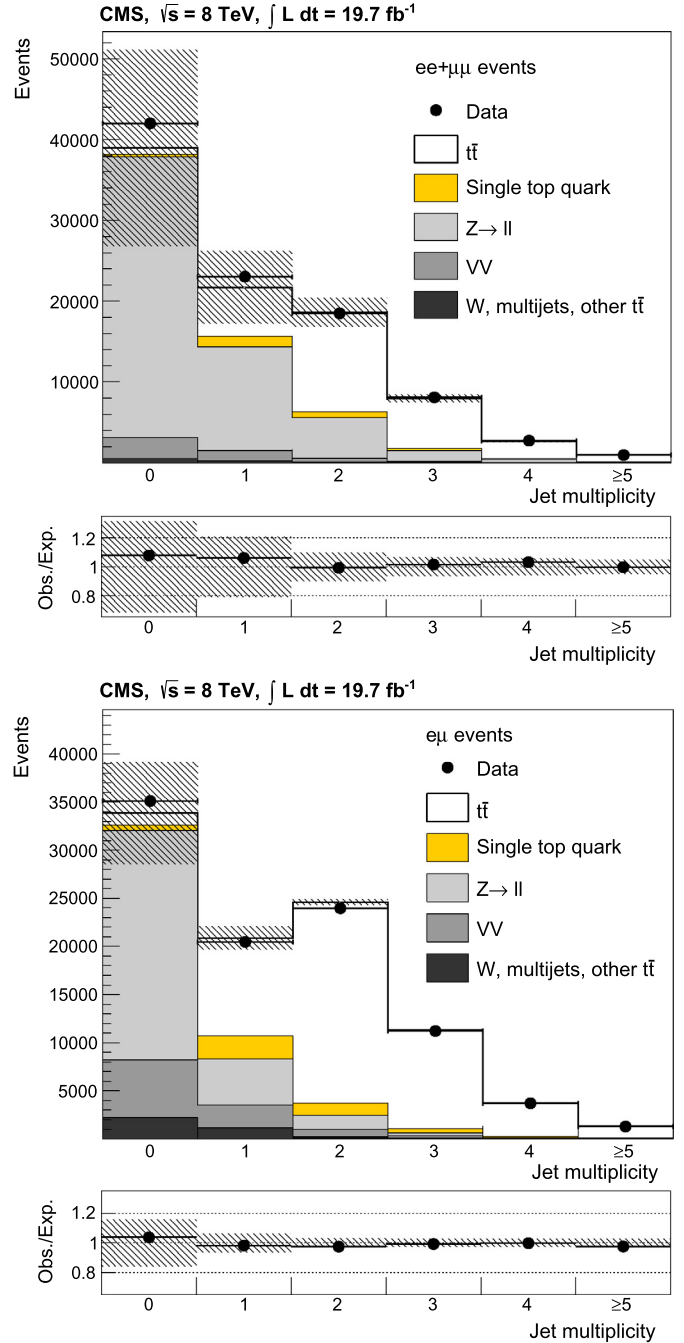 CMS, √s = 8 TeV, ∫ L dt = 19.7 fb⁻¹
Events
50000
40000
30000
20000
10000
ee+μμ events
Data
tt̄
Single top quark
Z→ ll
VV
W, multijets, other tt̄
0 1 2 3 4 ≥5
Jet multiplicity
Obs./Exp.
1.2
1
0.8
0 1 2 3 4 ≥5
Jet multiplicity
CMS, √s = 8 TeV, ∫ L dt = 19.7 fb⁻¹
Events
40000
35000
30000
25000
20000
15000
10000
5000
eμ events
Data
tt̄
Single top quark
Z→ ll
VV
W, multijets, other tt̄
0 1 2 3 4 ≥5
Jet multiplicity
Obs./Exp.
1.2
1
0.8
0 1 2 3 4 ≥5
Jet multiplicity